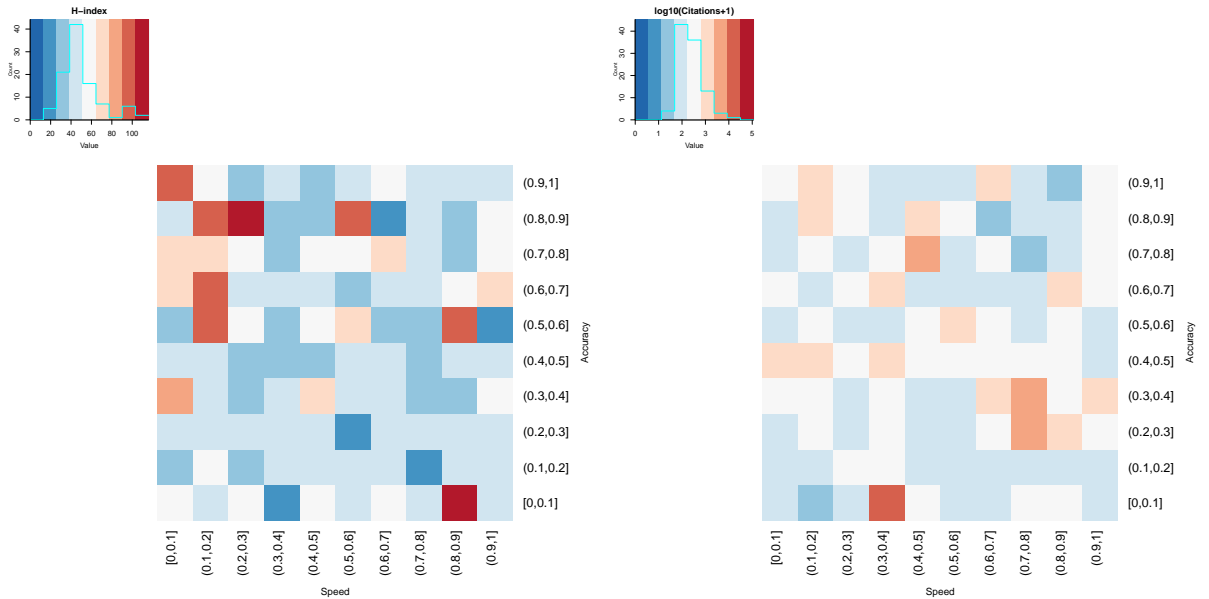 H−index
Count
0 10 20 30 40
0 20 40 60 80 100
Value
(0.9,1]
(0.8,0.9]
(0.7,0.8]
(0.6,0.7]
(0.5,0.6]
(0.4,0.5]
(0.3,0.4]
(0.2,0.3]
(0.1,0.2]
[0,0.1]
Accuracy
[0,0.1]
(0.1,0.2]
(0.2,0.3]
(0.3,0.4]
(0.4,0.5]
(0.5,0.6]
(0.6,0.7]
(0.7,0.8]
(0.8,0.9]
(0.9,1]
Speed
log10(Citations+1)
Count
0 10 20 30 40
0 1 2 3 4 5
Value
(0.9,1]
(0.8,0.9]
(0.7,0.8]
(0.6,0.7]
(0.5,0.6]
(0.4,0.5]
(0.3,0.4]
(0.2,0.3]
(0.1,0.2]
[0,0.1]
Accuracy
[0,0.1]
(0.1,0.2]
(0.2,0.3]
(0.3,0.4]
(0.4,0.5]
(0.5,0.6]
(0.6,0.7]
(0.7,0.8]
(0.8,0.9]
(0.9,1]
Speed